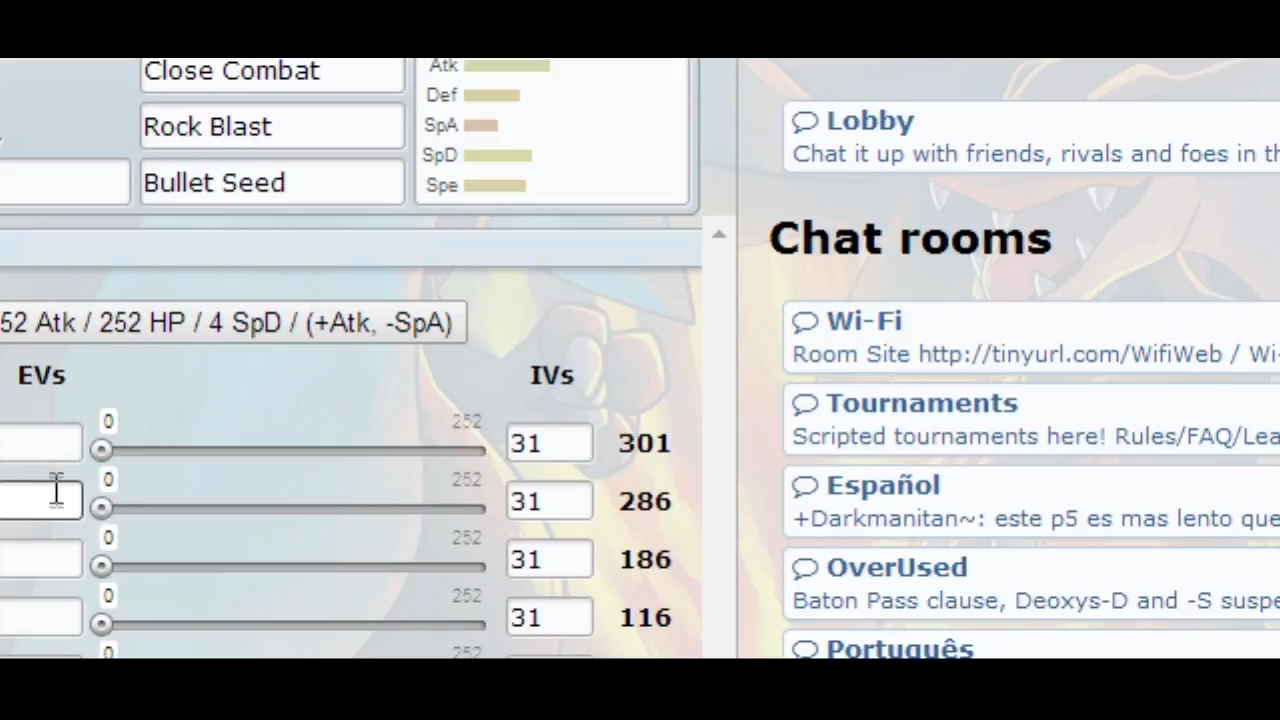 Close Combat
Rock Blast
Bullet Seed
Atk
Def
SpA
SpD
Spe
52 Atk / 252 HP / 4 SpD / (+Atk, -SpA)
EVs
IVs
0 252 31 301
0 252 31 286
0 252 31 186
0 252 31 116
0 252
Lobby
Chat it up with friends, rivals and foes in th
Chat rooms
Wi-Fi
Room Site http://tinyurl.com/WifiWeb / Wi-
Tournaments
Scripted tournaments here! Rules/FAQ/Lea
Español
+Darkmanitan~: este p5 es mas lento que
OverUsed
Baton Pass clause, Deoxys-D and -S suspe
Português